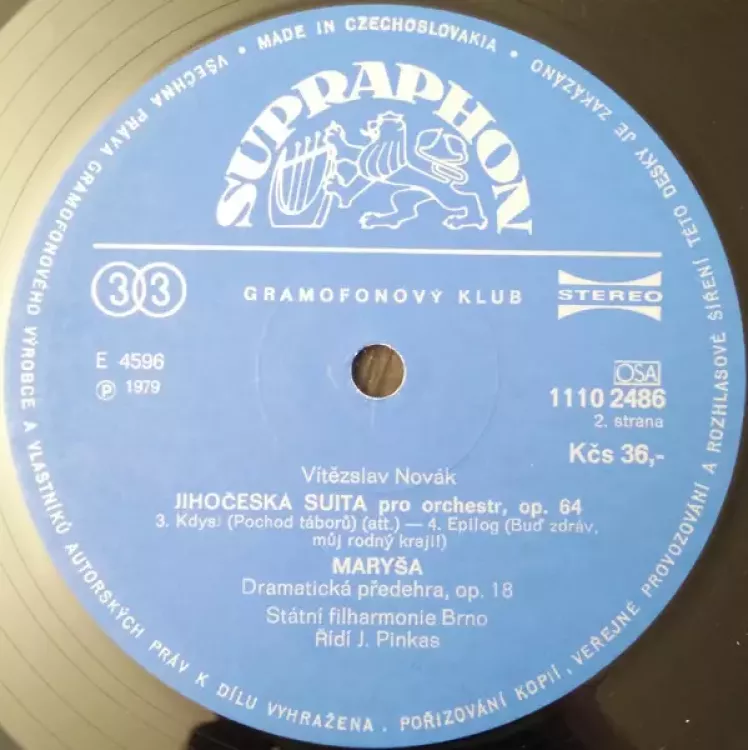 • MADE IN CZECHOSLOVAKIA •
VŠECHNA PRÁVA GRAMOFONOVÉHO VÝROBCE A VLASTNÍKŮ AUTORSKÝCH PRÁV K DÍLU VYHRAŽENA. POŘIZOVÁNÍ KOPIÍ, VEŘEJNÉ PROVOZOVÁNÍ A ROZHLASOVÉ SÍŘENÍ TÉTO DESKY JE ZAKÁZÁNO
SUPRAPHON
33
GRAMOFONOVÝ KLUB
STEREO
E 4596
℗ 1979
OSA
1110 2486
2. strana
Kčs 36,-
Vítězslav Novák
JIHOČESKÁ SUITA pro orchestr, op. 64
3. Kdysi (Pochod táborů) (att.) — 4. Epilog (Buď zdráv,
můj rodný kraji!)
MARYŠA
Dramatická předehra, op. 18
Státní filharmonie Brno
Řídí J. Pinkas